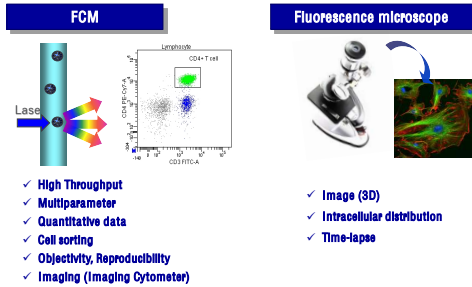 FCM
Fluorescence microscope
Lymphocyte
CD4+ T cell
Lase
CD4 PE-Cy7-A
CD3 FITC-A
High Throughput
Multiparameter
Quantitative data
Cell sorting
Objectivity, Reproducibility
Imaging (Imaging Cytometer)
Image (3D)
Intracellular distribution
Time-lapse